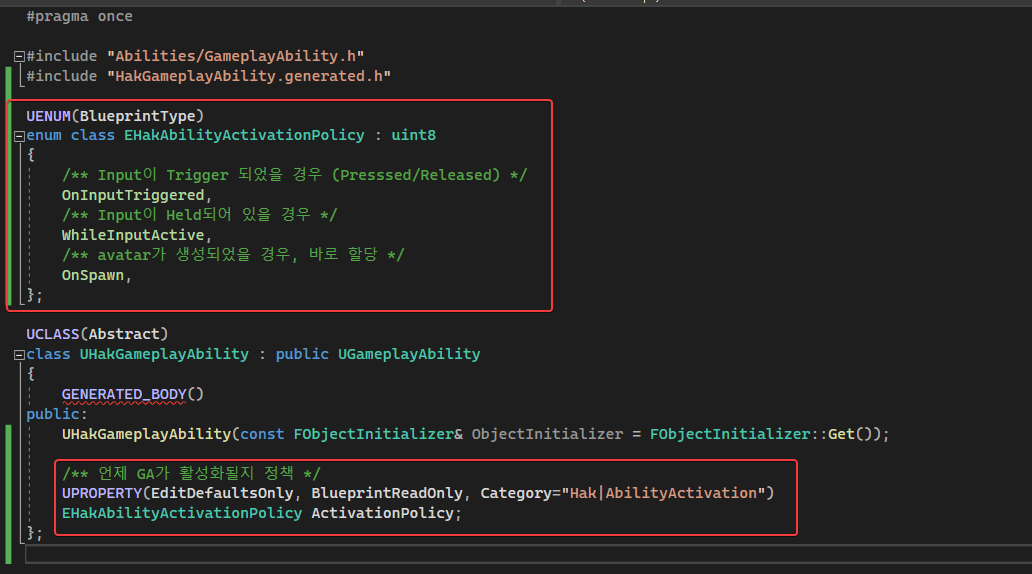 #pragma once
#include "Abilities/GameplayAbility.h"
#include "HakGameplayAbility.generated.h"
UENUM(BlueprintType)
enum class EHakAbilityActivationPolicy : uint8
{
/** Input이 Trigger 되었을 경우 (Presssed/Released) */
OnInputTriggered,
/** Input이 Held되어 있을 경우 */
WhileInputActive,
/** avatar가 생성되었을 경우, 바로 할당 */
OnSpawn,
};
UCLASS(Abstract)
class UHakGameplayAbility : public UGameplayAbility
{
GENERATED_BODY()
public:
UHakGameplayAbility(const FObjectInitializer& ObjectInitializer = FObjectInitializer::Get());
/** 언제 GA가 활성화될지 정책 */
UPROPERTY(EditDefaultsOnly, BlueprintReadOnly, Category="Hak|AbilityActivation")
EHakAbilityActivationPolicy ActivationPolicy;
};